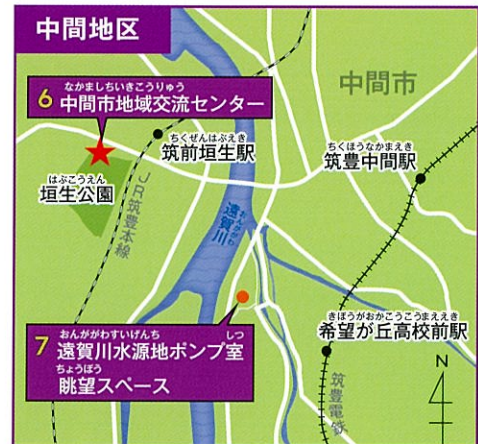 中間地区
なかましちいきこうりゅう
6 中間市地域交流センター
中間市
ちくぜんはぶえき
筑前垣生駅
ちくほうなかまえき
筑豊中間駅
はぶこうえん
垣生公園
JR筑豊本線
おんががわ
遠賀川
おんががわすいげんち しつ
7 遠賀川水源地ポンプ室
ちょうぼう
眺望スペース
きぼうがおかこうこうまええき
希望が丘高校前駅
筑豊電鉄
N